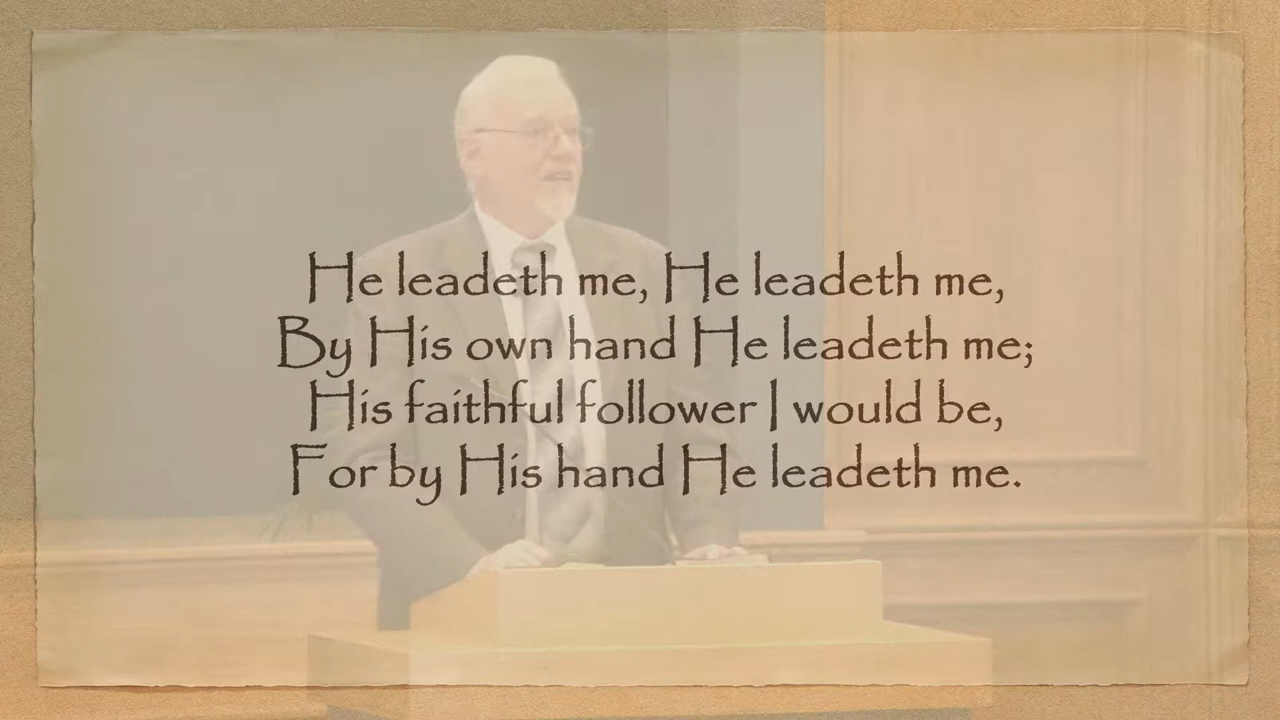 He leadeth me, He leadeth me,
By His own hand He leadeth me;
His faithful follower I would be,
For by His hand He leadeth me.